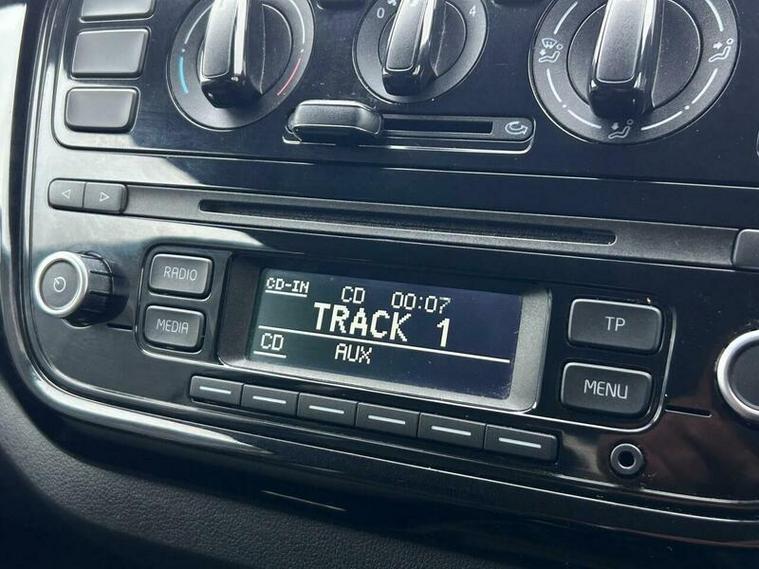 0 4
RADIO
MEDIA
CD-IN
CD 00:07
TRACK 1
CD AUX
TP
MENU